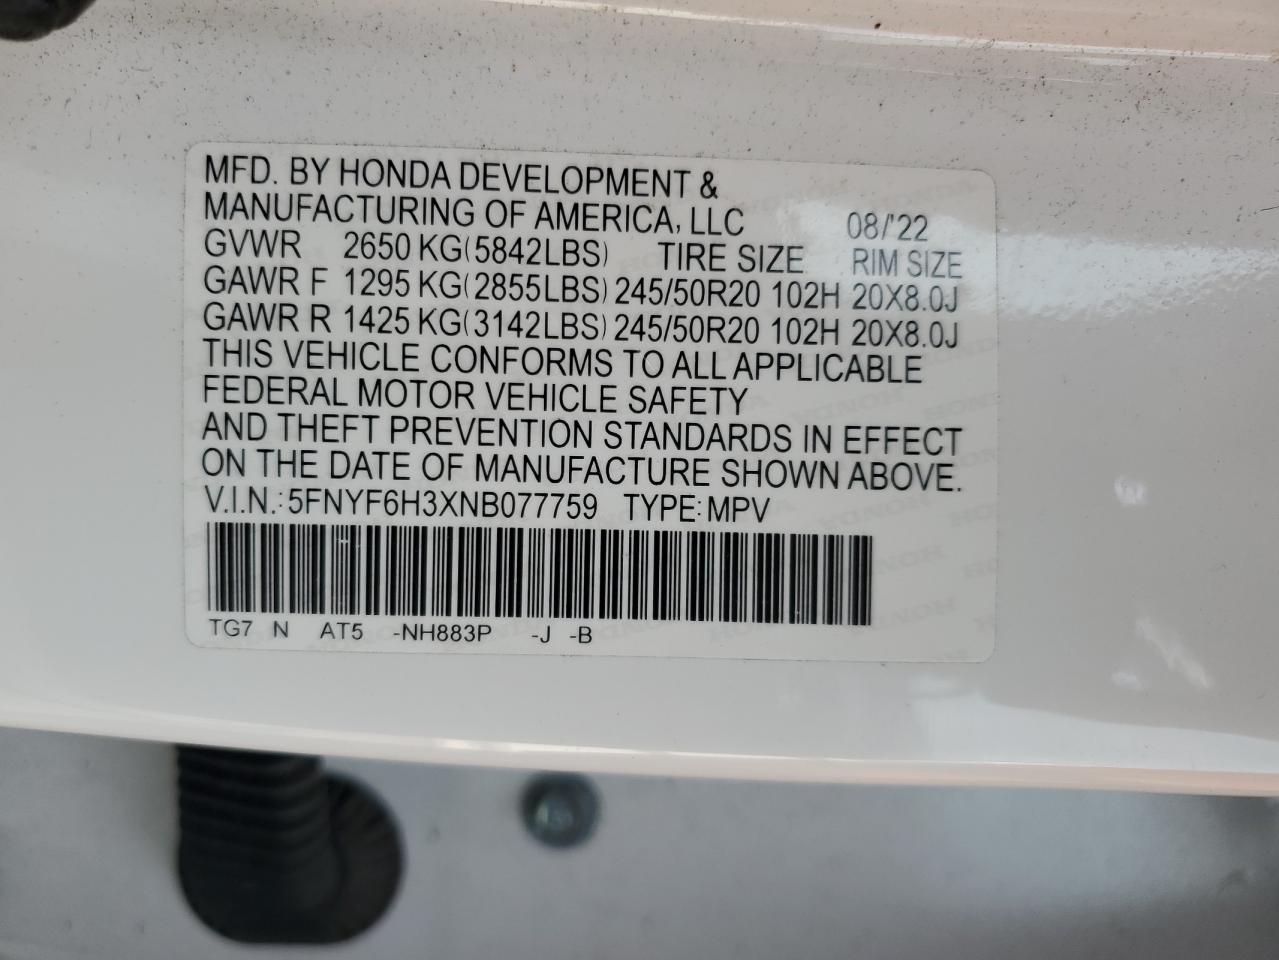 MFD. BY HONDA DEVELOPMENT &
MANUFACTURING OF AMERICA, LLC 08/'22
GVWR 2650 KG(5842LBS) TIRE SIZE RIM SIZE
GAWR F 1295 KG(2855LBS) 245/50R20 102H 20X8.0J
GAWR R 1425 KG(3142LBS) 245/50R20 102H 20X8.0J
THIS VEHICLE CONFORMS TO ALL APPLICABLE
FEDERAL MOTOR VEHICLE SAFETY
AND THEFT PREVENTION STANDARDS IN EFFECT
ON THE DATE OF MANUFACTURE SHOWN ABOVE.
V.I.N.: 5FNYF6H3XNB077759 TYPE: MPV
TG7 N AT5 -NH883P -J -B